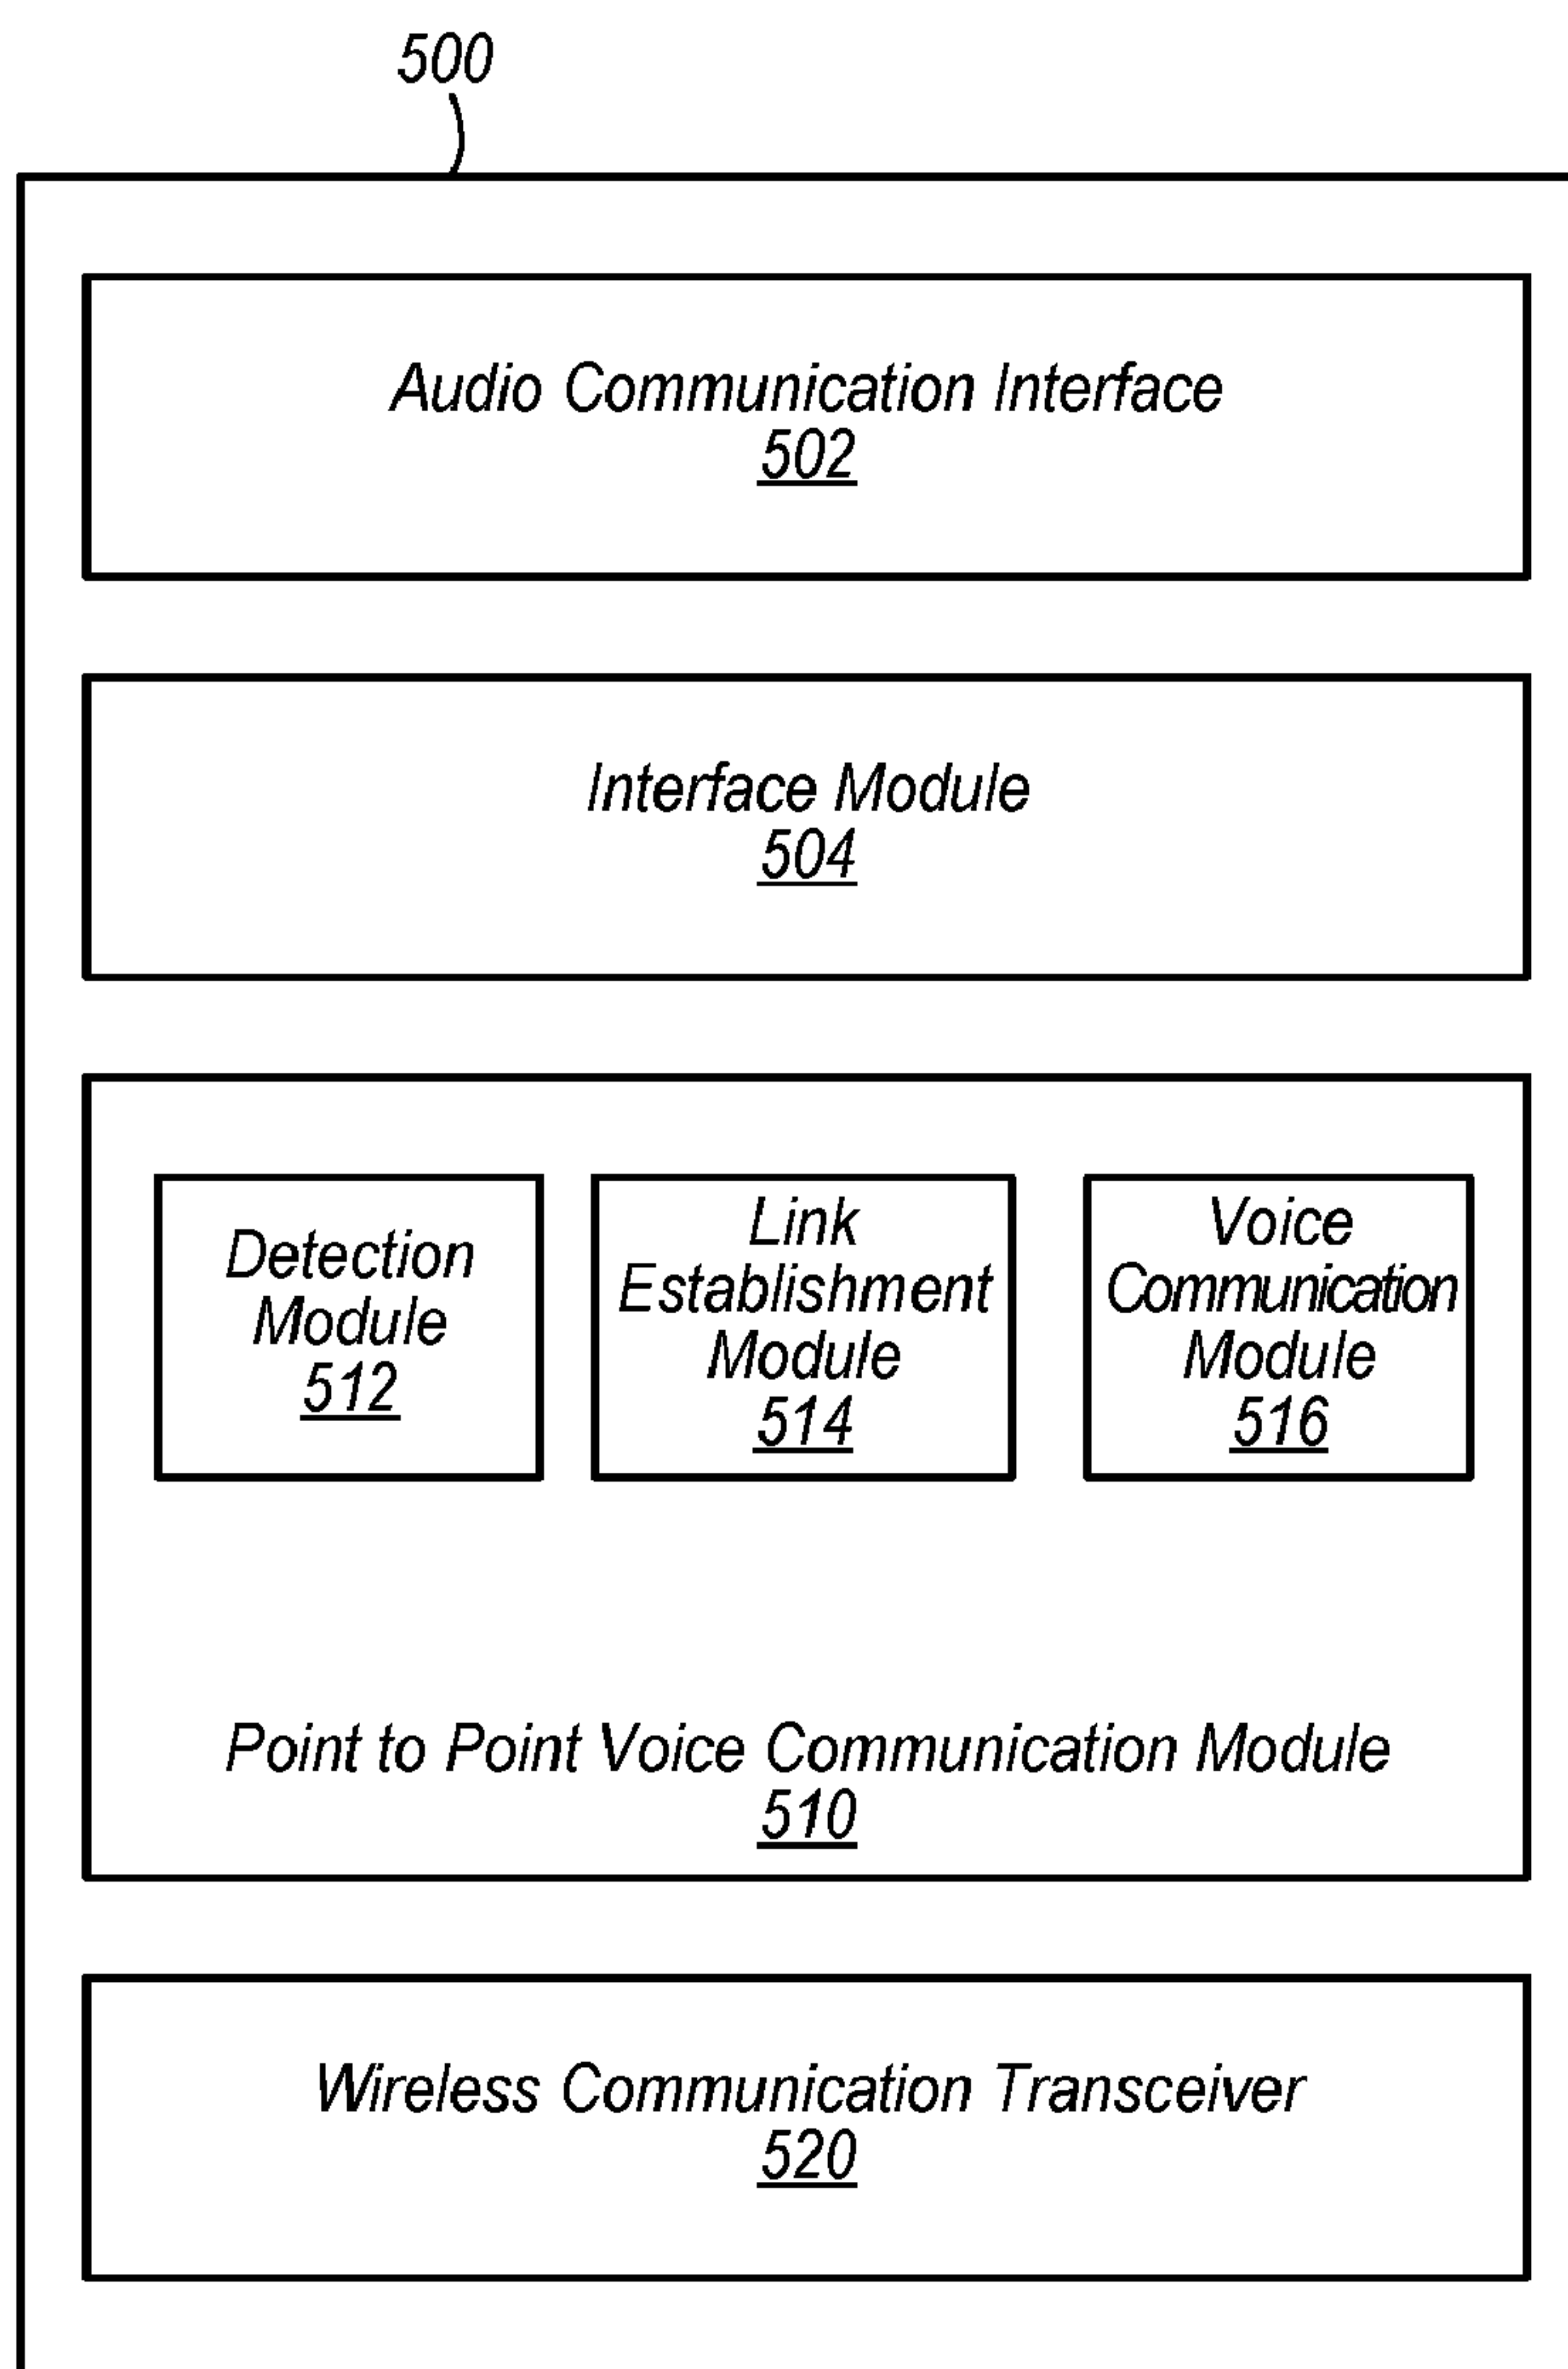 500
Audio Communication Interface
502
Interface Module
504
Detection
Module
512
Link
Establishment
Module
514
Voice
Communication
Module
516
Point to Point Voice Communication Module
510
Wireless Communication Transceiver
520